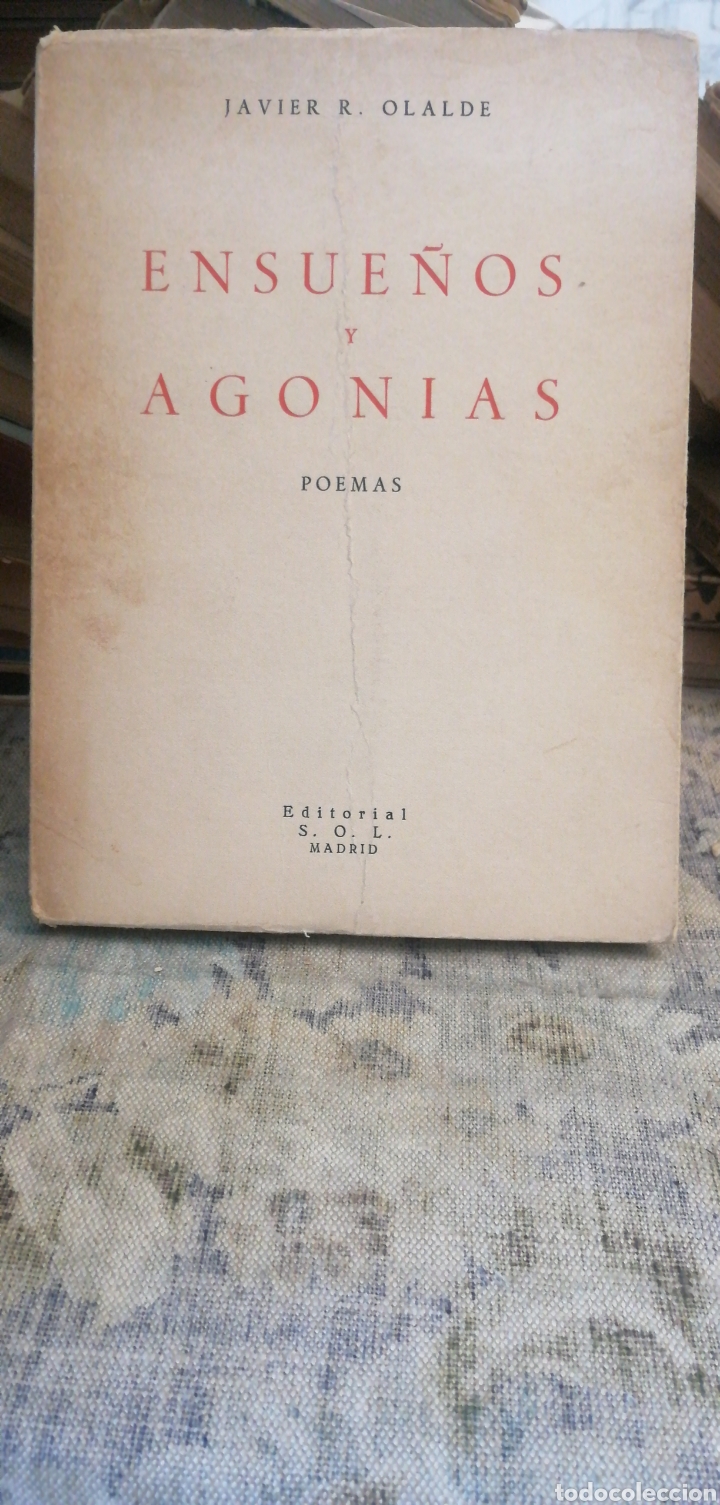 JAVIER R. OLALDE
ENSUEÑOS
Y
AGONIAS
POEMAS
Editorial
S. O. L.
MADRID
todocoleccion